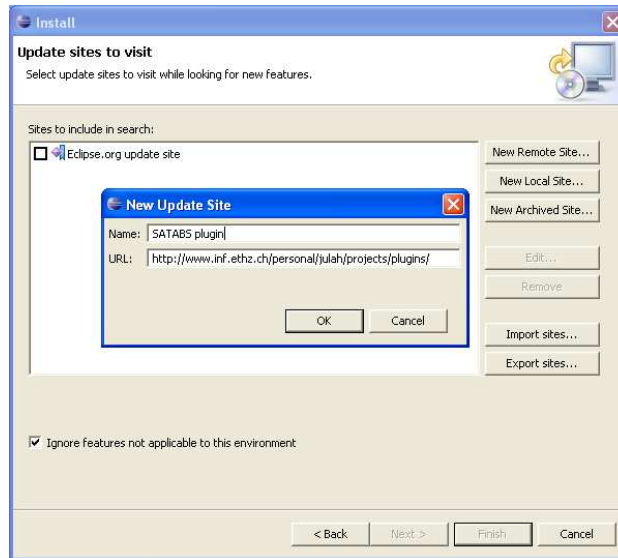 Install
Update sites to visit
Select update sites to visit while looking for new features.
Sites to include in search:
Eclipse.org update site
New Remote Site...
New Local Site...
New Archived Site...
Edit...
Remove
Import sites...
Export sites...
New Update Site
Name: SATABS plugin
URL: http://www.inf.ethz.ch/personal/julah/projects/plugins/
OK Cancel
Ignore features not applicable to this environment
< Back Next > Finish Cancel